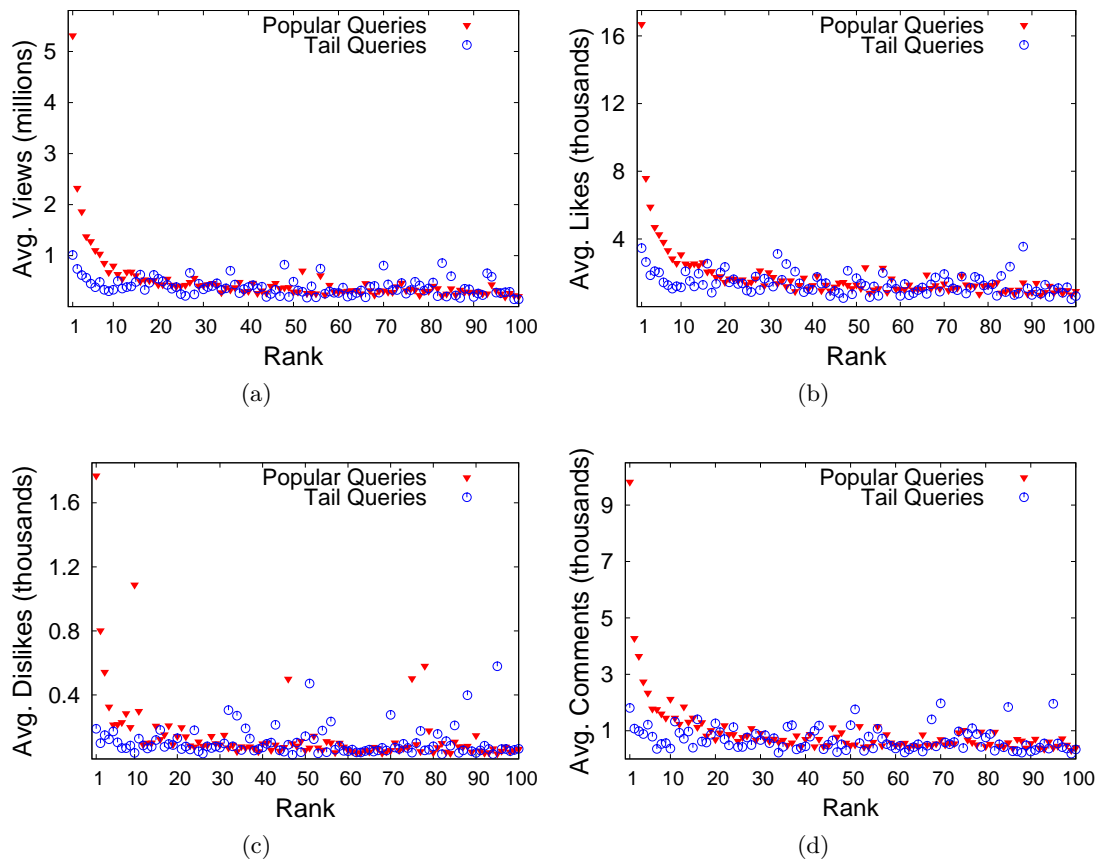 Popular Queries
Tail Queries
Avg. Views (millions)
5
4
3
2
1
1 10 20 30 40 50 60 70 80 90 100
Rank
(a)
Popular Queries
Tail Queries
Avg. Likes (thousands)
16
12
8
4
1 10 20 30 40 50 60 70 80 90 100
Rank
(b)
Popular Queries
Tail Queries
Avg. Dislikes (thousands)
1.6
1.2
0.8
0.4
1 10 20 30 40 50 60 70 80 90 100
Rank
(c)
Popular Queries
Tail Queries
Avg. Comments (thousands)
9
7
5
3
1
1 10 20 30 40 50 60 70 80 90 100
Rank
(d)